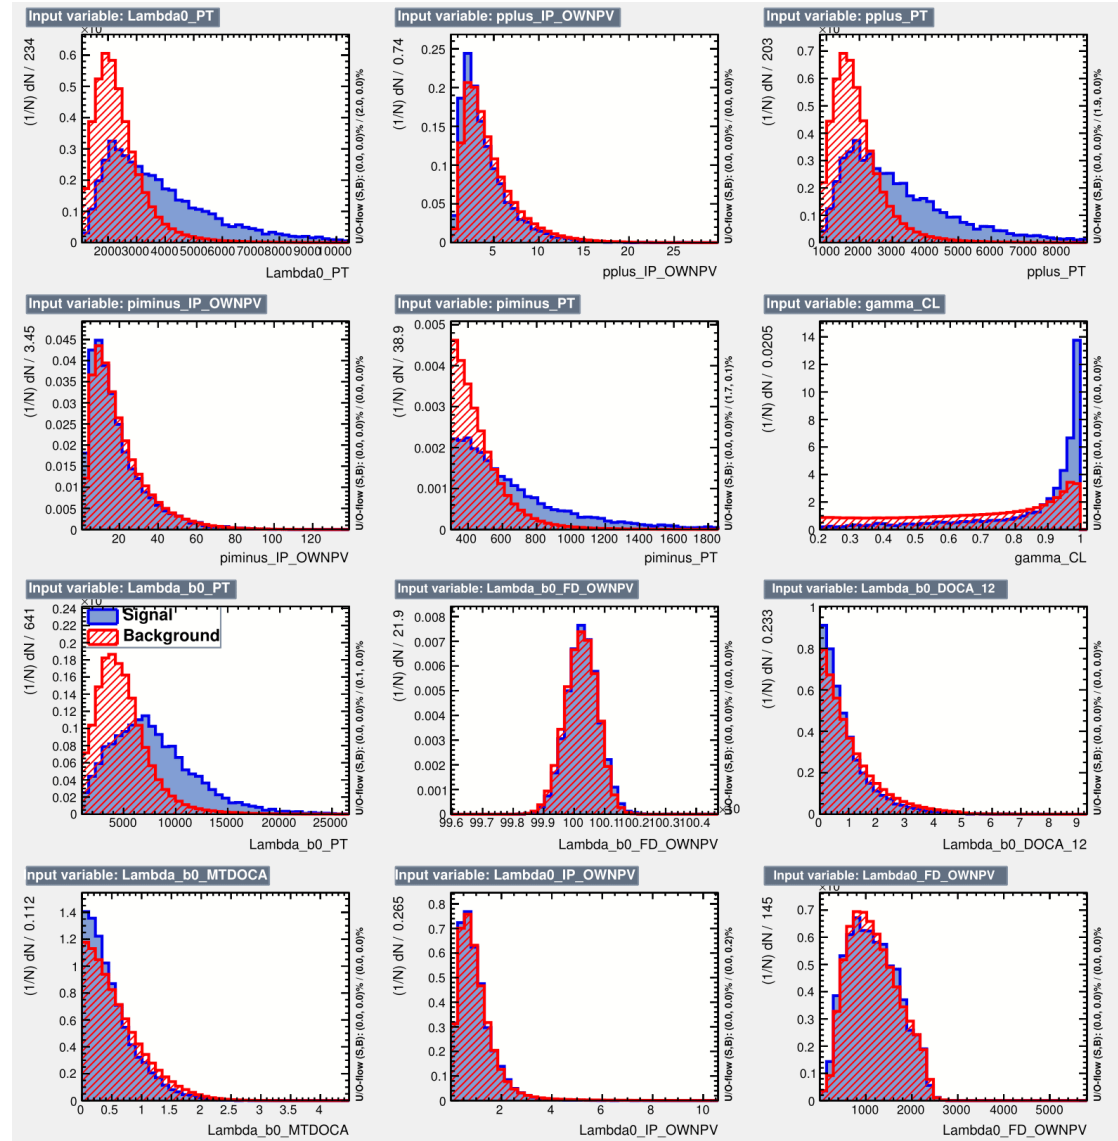 Input variable: Lambda0_PT
(1/N) dN / 234
0.6
0.5
0.4
0.3
0.2
0.1
0
2000 3000 4000 5000 6000 7000 8000 9000 10000
Lambda0_PT
U/O-flow (S,B): (0.0, 0.0)% / (2.0, 0.0)%
Input variable: pplus_IP_OWNPV
(1/N) dN / 0.74
0.25
0.2
0.15
0.1
0.05
0
5 10 15 20 25
pplus_IP_OWNPV
U/O-flow (S,B): (0.0, 0.0)% / (0.0, 0.0)%
Input variable: pplus_PT
(1/N) dN / 203
0.7
0.6
0.5
0.4
0.3
0.2
0.1
0
1000 2000 3000 4000 5000 6000 7000 8000
pplus_PT
U/O-flow (S,B): (0.0, 0.0)% / (1.9, 0.0)%
Input variable: piminus_IP_OWNPV
(1/N) dN / 3.45
0.045
0.04
0.035
0.03
0.025
0.02
0.015
0.01
0.005
0
20 40 60 80 100 120
piminus_IP_OWNPV
U/O-flow (S,B): (0.0, 0.0)% / (0.0, 0.0)%
Input variable: piminus_PT
(1/N) dN / 38.9
0.005
0.004
0.003
0.002
0.001
0
400 600 800 1000 1200 1400 1600 1800
piminus_PT
U/O-flow (S,B): (0.0, 0.0)% / (1.7, 0.1)%
Input variable: gamma_CL
(1/N) dN / 0.0205
14
12
10
8
6
4
2
0
0.2 0.3 0.4 0.5 0.6 0.7 0.8 0.9 1
gamma_CL
U/O-flow (S,B): (0.0, 0.0)% / (0.0, 0.0)%
Input variable: Lambda_b0_PT
(1/N) dN / 641
0.24
0.22
0.2
0.18
0.16
0.14
0.12
0.1
0.08
0.06
0.04
0.02
0
Signal
Background
5000 10000 15000 20000 25000
Lambda_b0_PT
U/O-flow (S,B): (0.0, 0.0)% / (0.1, 0.0)%
Input variable: Lambda_b0_FD_OWNPV
(1/N) dN / 21.9
0.008
0.007
0.006
0.005
0.004
0.003
0.002
0.001
0
99.6 99.7 99.8 99.9 100 100.1 100.2 100.3 100.4
Lambda_b0_FD_OWNPV
U/O-flow (S,B): (0.0, 0.0)% / (0.0, 0.0)%
Input variable: Lambda_b0_DOCA_12
(1/N) dN / 0.233
1
0.8
0.6
0.4
0.2
0
0 1 2 3 4 5 6 7 8 9
Lambda_b0_DOCA_12
U/O-flow (S,B): (0.0, 0.0)% / (0.0, 0.0)%
Input variable: Lambda_b0_MTDOCA
(1/N) dN / 0.112
1.4
1.2
1
0.8
0.6
0.4
0.2
0
0 0.5 1 1.5 2 2.5 3 3.5 4
Lambda_b0_MTDOCA
U/O-flow (S,B): (0.0, 0.0)% / (0.0, 0.0)%
Input variable: Lambda0_IP_OWNPV
(1/N) dN / 0.265
0.8
0.7
0.6
0.5
0.4
0.3
0.2
0.1
0
2 4 6 8 10
Lambda0_IP_OWNPV
U/O-flow (S,B): (0.0, 0.0)% / (0.0, 0.2)%
Input variable: Lambda0_FD_OWNPV
(1/N) dN / 145
0.7
0.6
0.5
0.4
0.3
0.2
0.1
0
1000 2000 3000 4000 5000
Lambda0_FD_OWNPV
U/O-flow (S,B): (0.0, 0.0)% / (0.0, 0.0)%